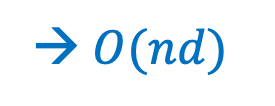 → O(nd)